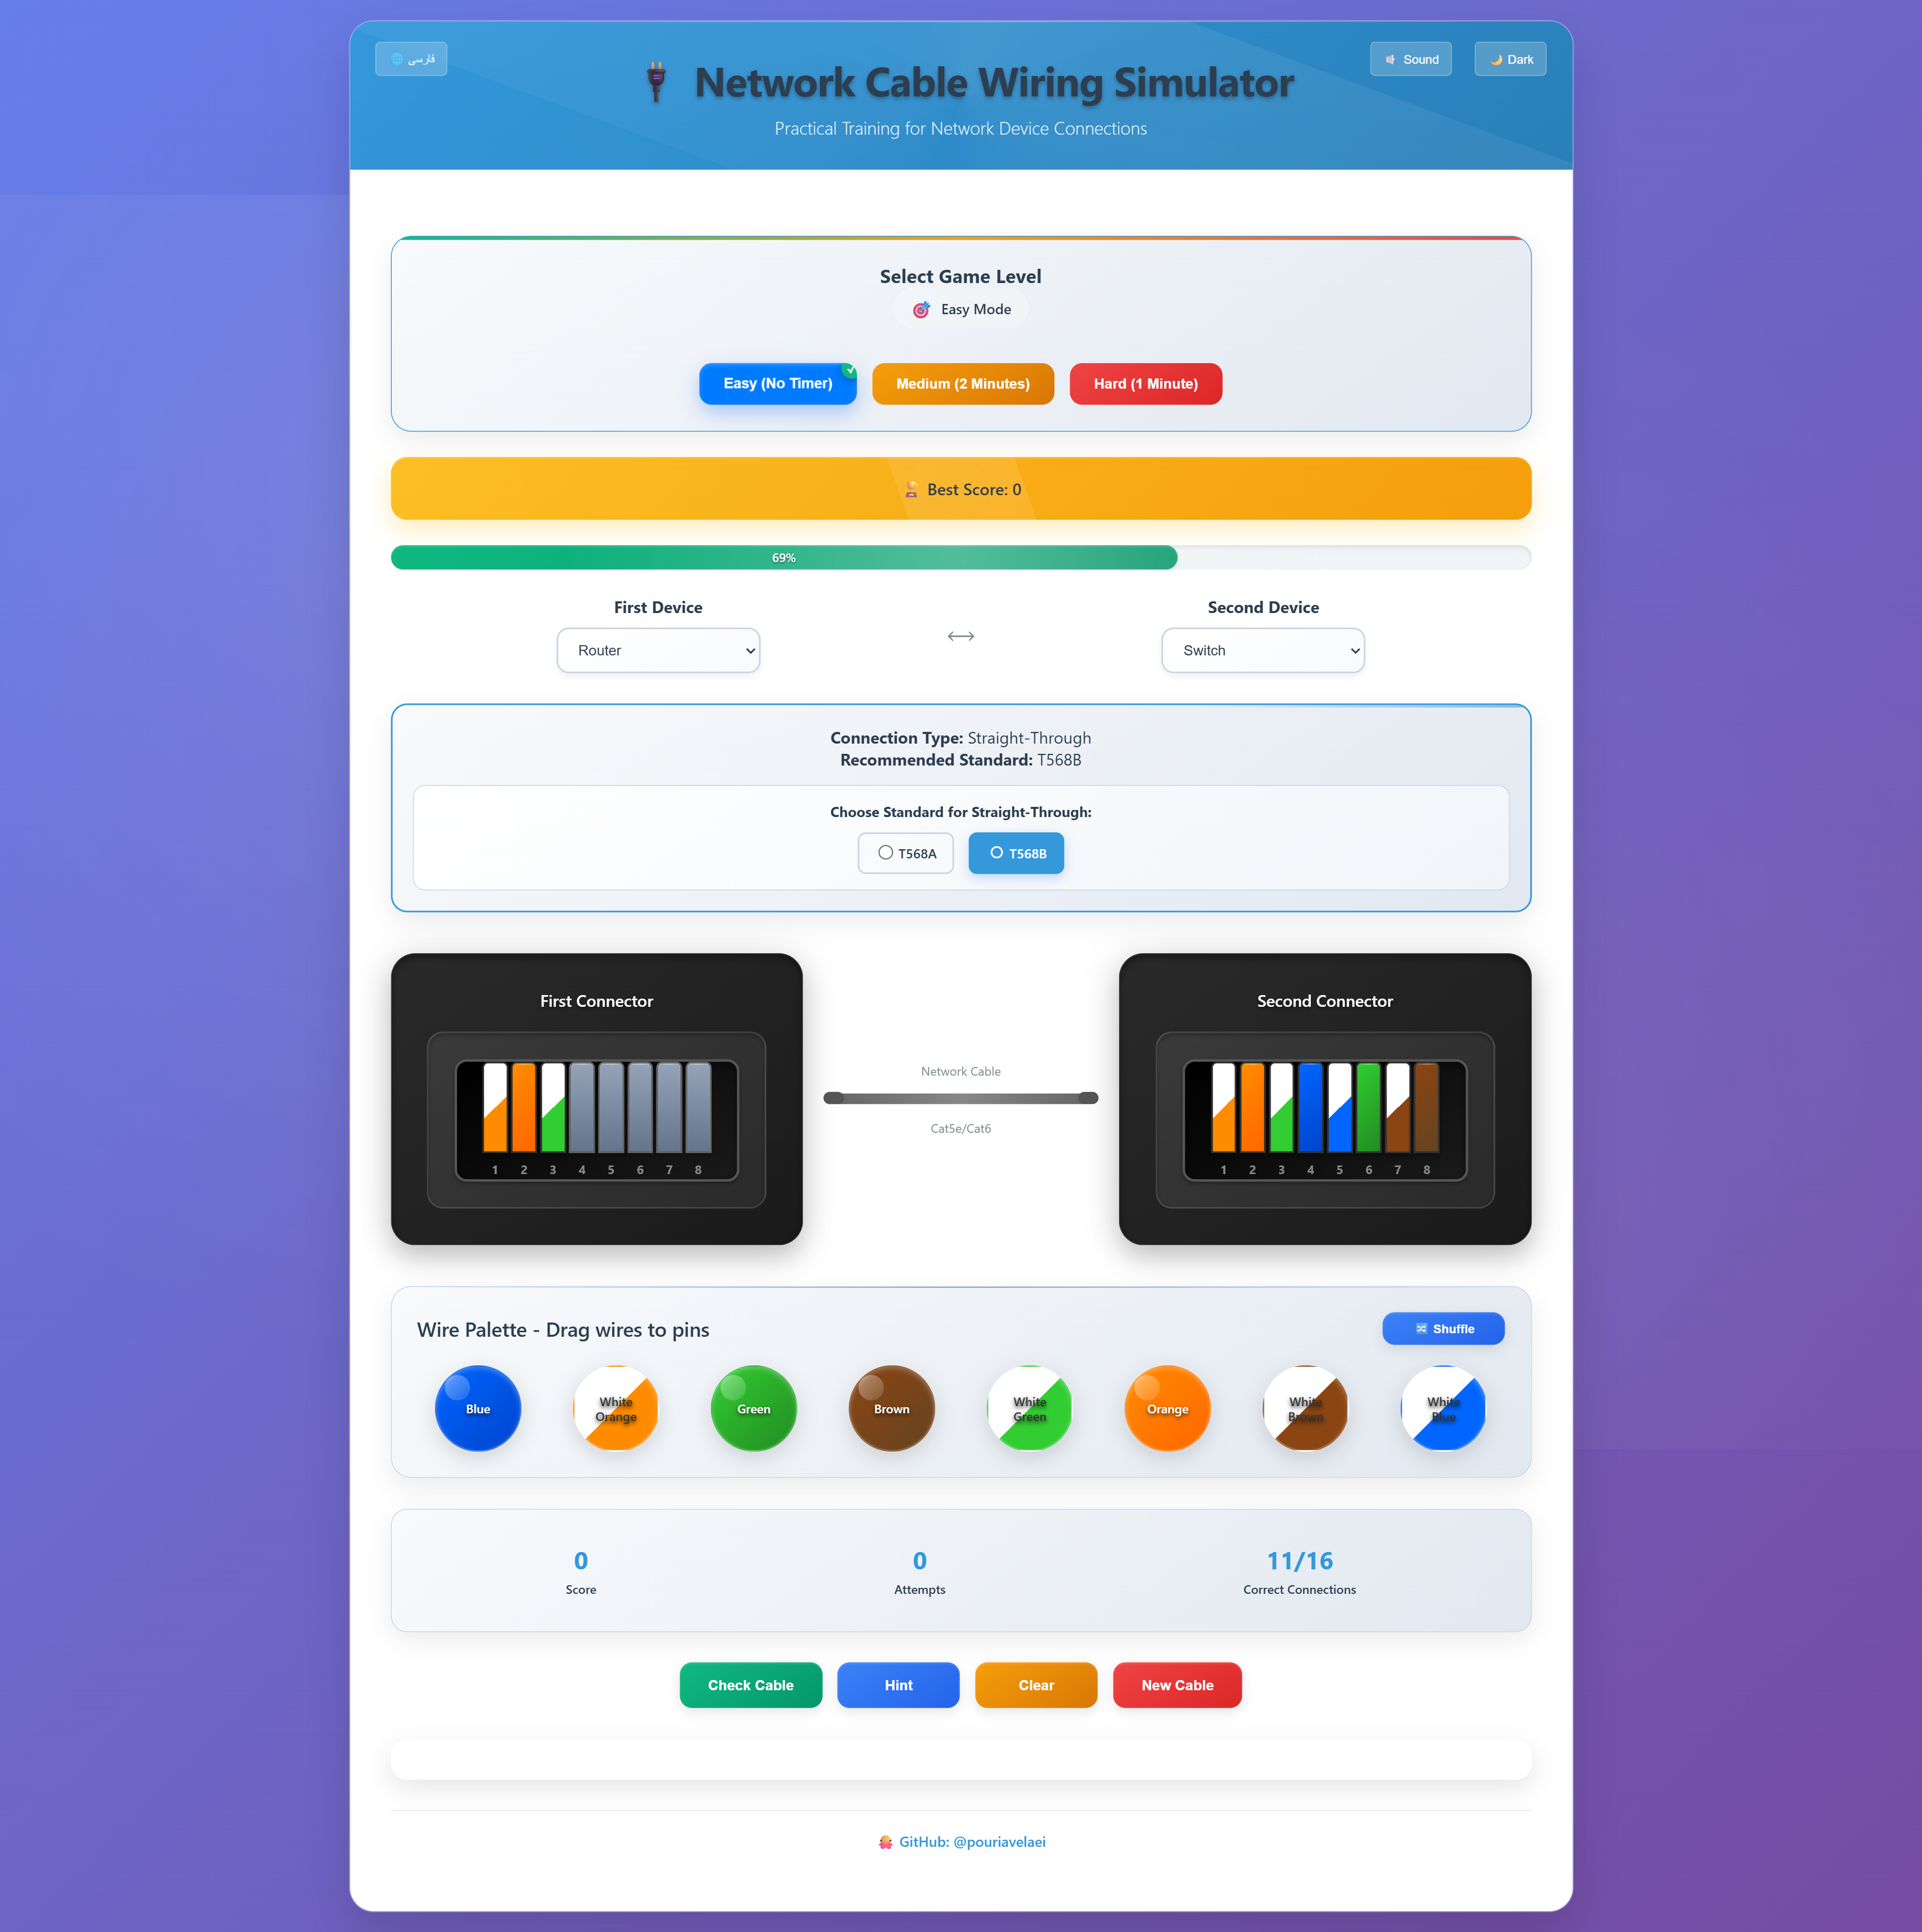 فارسی
Sound
Dark
Network Cable Wiring Simulator
Practical Training for Network Device Connections
Select Game Level
Easy Mode
Easy (No Timer)
Medium (2 Minutes)
Hard (1 Minute)
Best Score: 0
69%
First Device
Second Device
Router
Switch
Connection Type: Straight-Through
Recommended Standard: T568B
Choose Standard for Straight-Through:
T568A
T568B
First Connector
1 2 3 4 5 6 7 8
Network Cable
Cat5e/Cat6
Second Connector
1 2 3 4 5 6 7 8
Wire Palette - Drag wires to pins
Shuffle
Blue
White
Orange
Green
Brown
White
Green
Orange
White
Brown
White
Blue
0
Score
0
Attempts
11/16
Correct Connections
Check Cable
Hint
Clear
New Cable
GitHub: @pouriavelaei